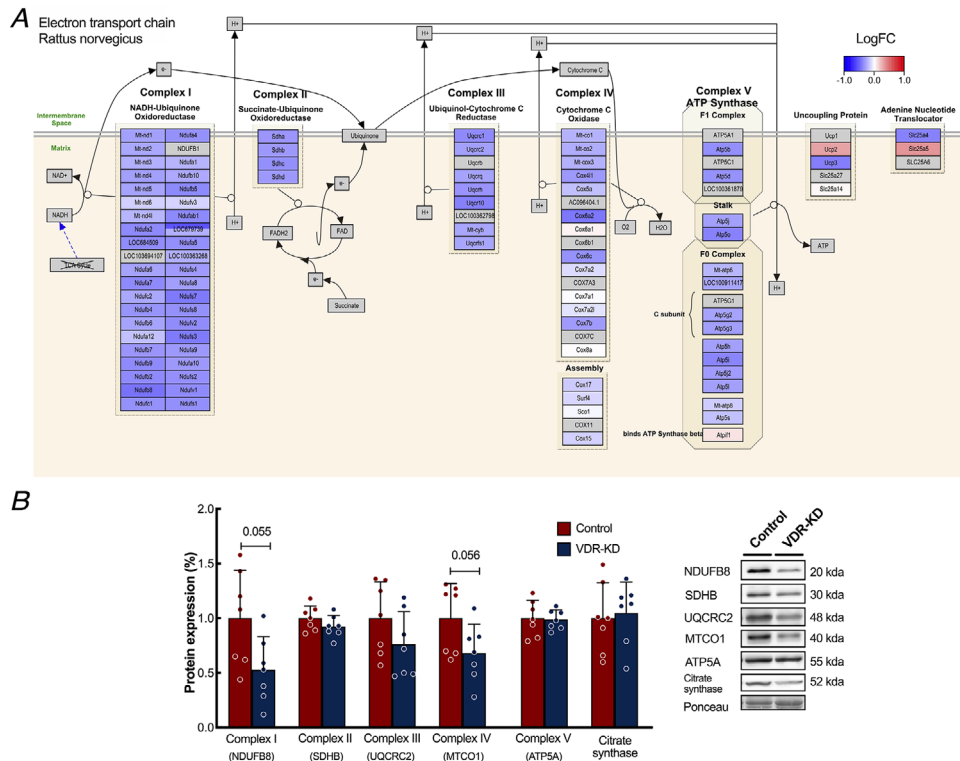 A
Electron transport chain
Rattus norvegicus
H+
H+
H+
e-
Cytochrome C
LogFC
-1.0 0.0 1.0
Intermembrane
Space
Matrix
Complex I
NADH-Ubiquinone
Oxidoreductase
Mt-nd1 Ndufa4
Mt-nd2 NDUFB1
Mt-nd3 Ndufa1
Mt-nd4 Ndufb10
Mt-nd5 Ndufb5
Mt-nd6 Ndufv3
Mt-nd4l Ndufab1
Ndufa2 LOC679739
LOC684509 Ndufa5
LOC103694107 LOC100363268
Ndufa6 Ndufc4
Ndufa7 Ndufa8
Ndufc2 Ndufs7
Ndufb4 Ndufs8
Ndufb6 Ndufv2
Ndufa12 Ndufs3
Ndufb7 Ndufa9
Ndufb9 Ndufa10
Ndufb2 Ndufs2
Ndufb8 Ndufv1
Ndufc1 Ndufs1
NAD+
NADH
TCA Cycle
H+
Complex II
Succinate-Ubiquinone
Oxidoreductase
Sdha
Sdhb
Sdhc
Sdhd
Ubiquinone
e-
FADH2
FAD
e-
Succinate
Complex III
Ubiquinol-Cytochrome C
Reductase
Uqcrc1
Uqcrc2
Uqcrb
Uqcrq
Uqcrh
Uqcr10
LOC100362798
Mt-cyb
Uqcrfs1
H+
Complex IV
Cytochrome C
Oxidase
Mt-co1
Mt-co2
Mt-cox3
Cox4i1
Cox5a
AC096404.1
Cox6a2
Cox6a1
Cox6b1
Cox6c
Cox7a2
COX7A3
Cox7a1
Cox7a2l
Cox7b
COX7C
Cox8a
H+
O2
H2O
Assembly
Cox17
Surf4
Sco1
COX11
Cox15
Complex V
ATP Synthase
F1 Complex
ATP5A1
Atp5b
ATP5C1
Atp5d
LOC100361879
Stalk
Atp5j
Atp5o
F0 Complex
Mt-atp6
LOC100911417
C subunit
ATP5G1
Atp5g2
Atp5g3
Atp5h
Atp5i
Atp5j2
Atp5l
Mt-atp8
Atp5s
binds ATP Synthase beta
Atpif1
ATP
H+
Uncoupling Protein
Ucp1
Ucp2
Ucp3
Slc25a27
Slc25a14
Adenine Nucleotide
Translocator
Slc25a4
Slc25a5
SLC25A6
B
Protein expression (%)
2.0
1.5
1.0
0.5
0.0
0.055
0.056
Control
VDR-KD
Complex I
(NDUFB8)
Complex II
(SDHB)
Complex III
(UQCRC2)
Complex IV
(MTCO1)
Complex V
(ATP5A)
Citrate
synthase
Control VDR-KD
NDUFB8 20 kda
SDHB 30 kda
UQCRC2 48 kda
MTCO1 40 kda
ATP5A 55 kda
Citrate
synthase 52 kda
Ponceau